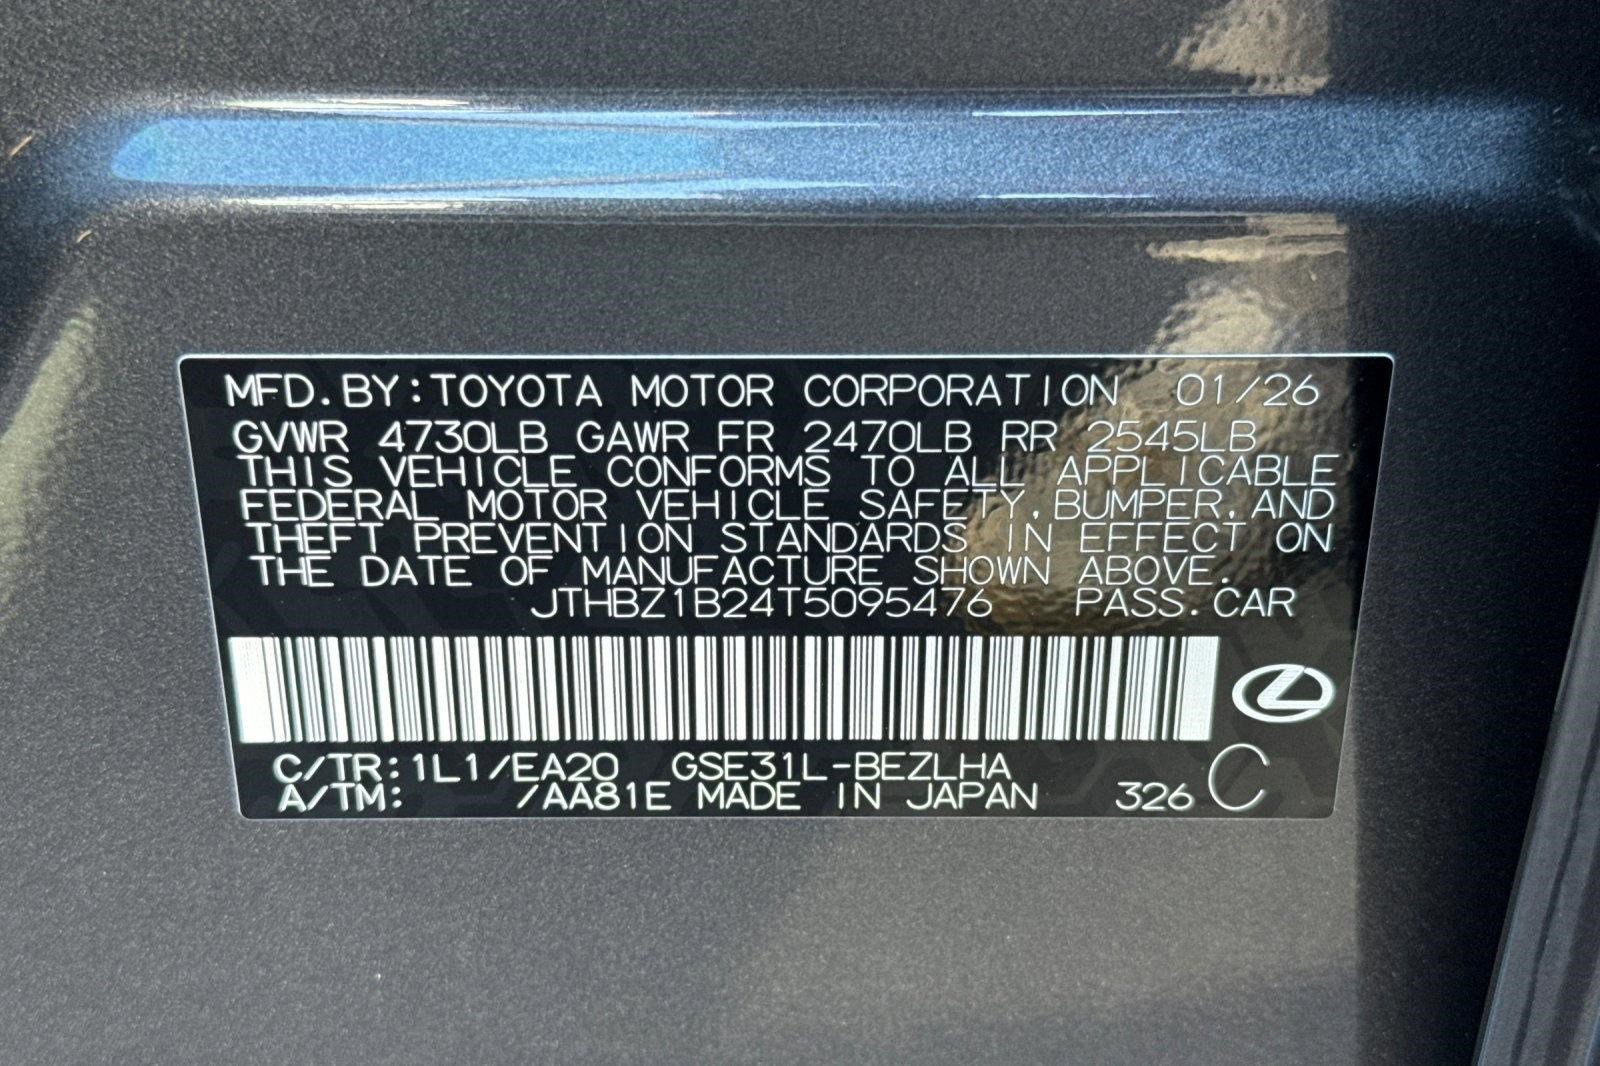 MFD.BY:TOYOTA MOTOR CORPORATION 01/26
GVWR 4730LB GAWR FR 2470LB RR 2545LB
THIS VEHICLE CONFORMS TO ALL APPLICABLE
FEDERAL MOTOR VEHICLE SAFETY,BUMPER,AND
THEFT PREVENTION STANDARDS IN EFFECT ON
THE DATE OF MANUFACTURE SHOWN ABOVE.
JTHBZ1B24T5095476 PASS.CAR
C/TR:1L1/EA20 GSE31L-BEZLHA
A/TM: /AA81E MADE IN JAPAN 326 C